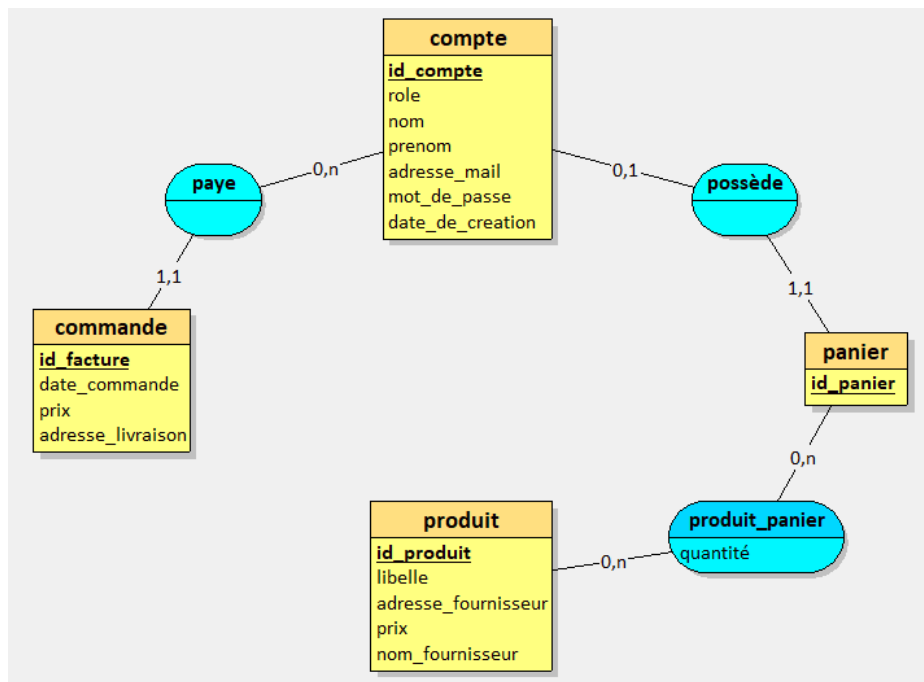 compte
id_compte
role
nom
prenom
adresse_mail
mot_de_passe
date_de_creation
0,n
paye
0,1
possède
1,1
commande
id_facture
date_commande
prix
adresse_livraison
1,1
panier
id_panier
0,n
produit
id_produit
libelle
adresse_fournisseur
prix
nom_fournisseur
0,n
produit_panier
quantité